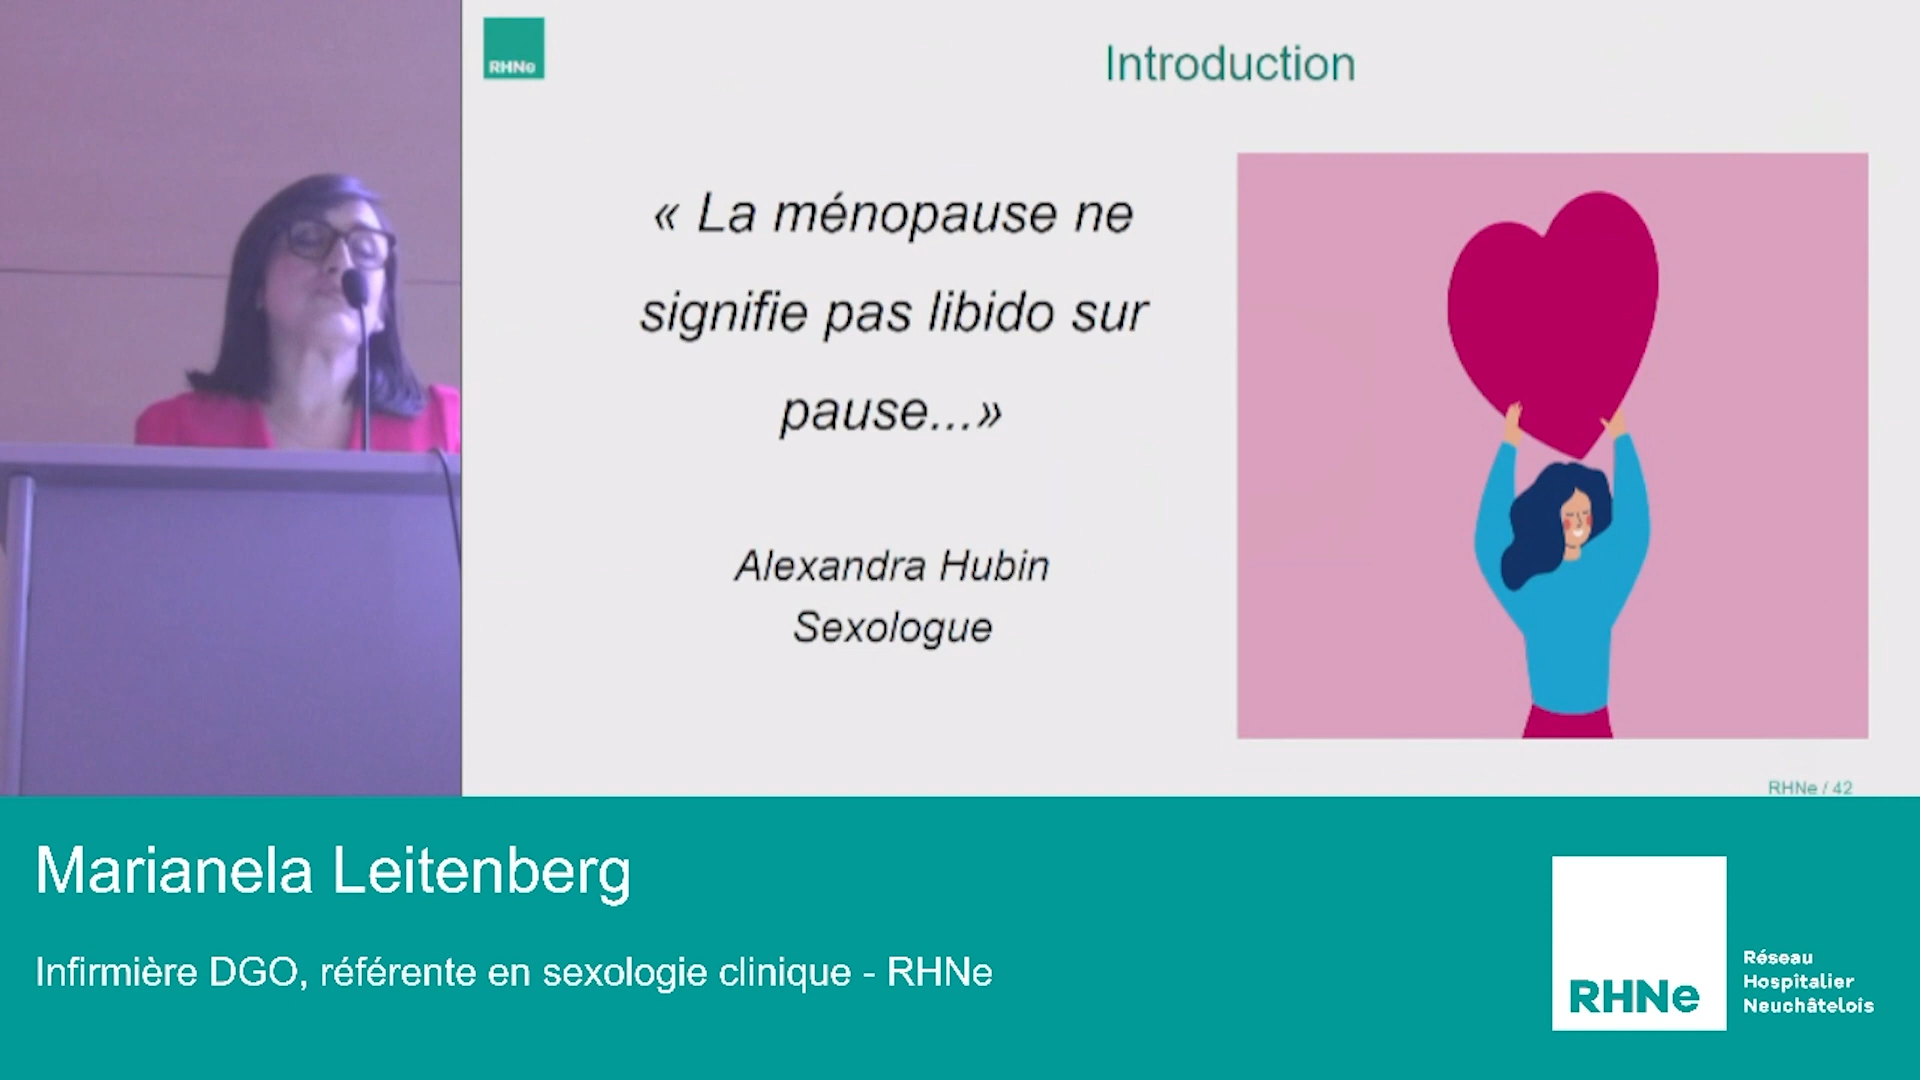 RHNe
Introduction
« La ménopause ne
signifie pas libido sur
pause...»
Alexandra Hubin
Sexologue
RHNe / 42
Marianela Leitenberg
Infirmière DGO, référente en sexologie clinique - RHNe
RHNe
Réseau
Hospitalier
Neuchâtelois